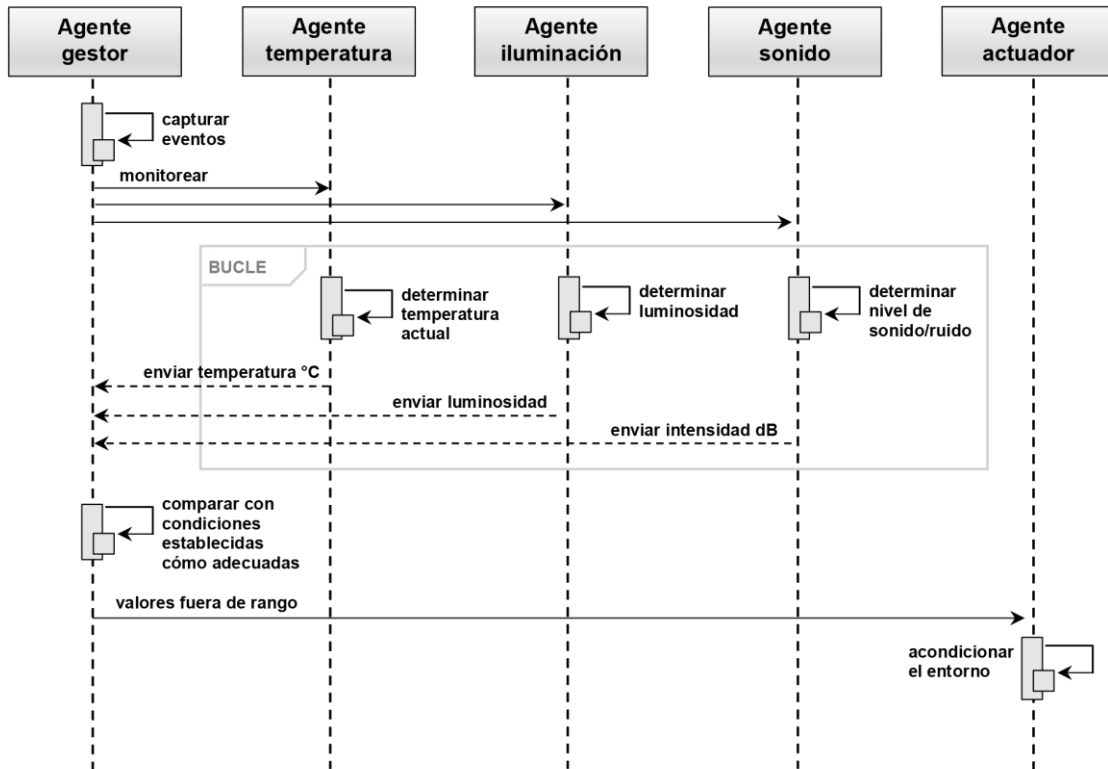 Agente
gestor
Agente
temperatura
Agente
iluminación
Agente
sonido
Agente
actuador
capturar
eventos
monitorear
BUCLE
determinar
temperatura
actual
determinar
luminosidad
determinar
nivel de
sonido/ruido
enviar temperatura °C
enviar luminosidad
enviar intensidad dB
comparar con
condiciones
establecidas
cómo adecuadas
valores fuera de rango
acondicionar
el entorno